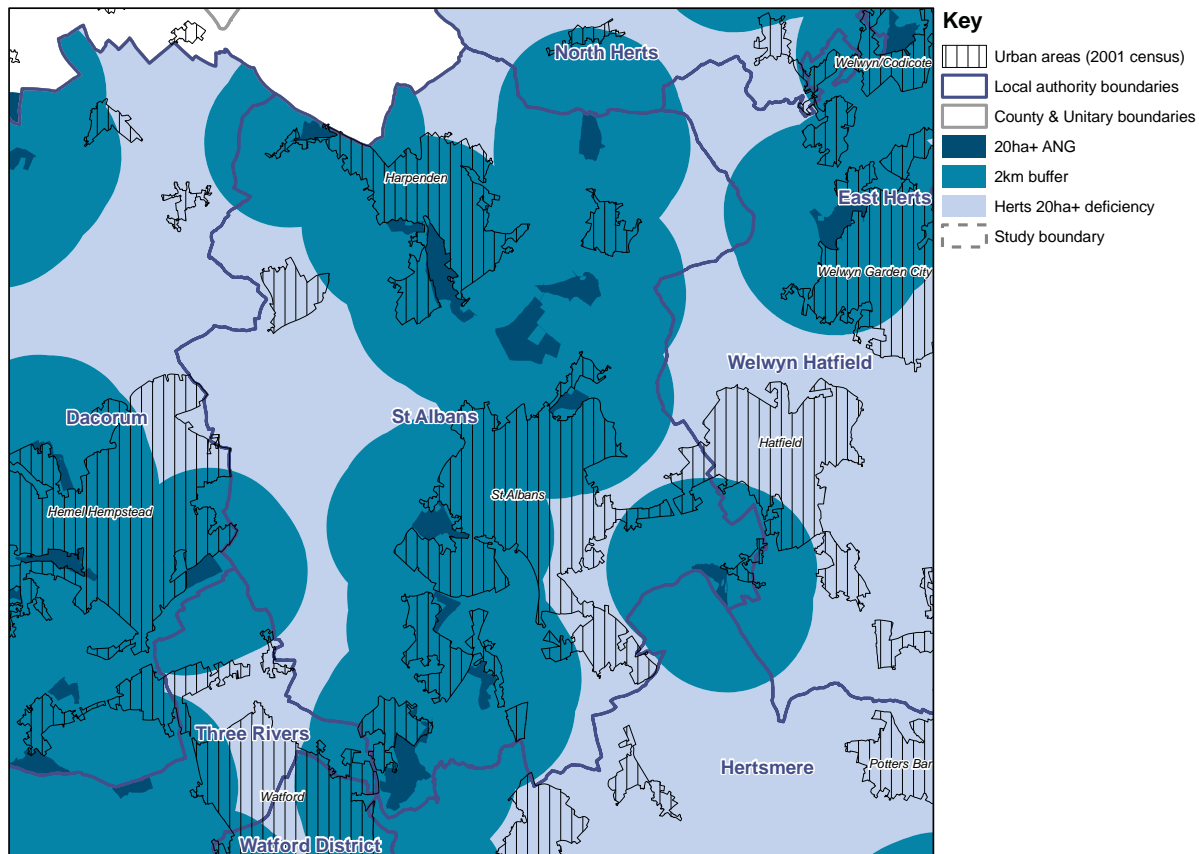 Key
Urban areas (2001 census)
Local authority boundaries
County & Unitary boundaries
20ha+ ANG
2km buffer
Herts 20ha+ deficiency
Study boundary
North Herts
Welwyn/Codicote
Harpenden
East Herts
Welwyn Garden City
Welwyn Hatfield
Dacorum
St Albans
Hatfield
St Albans
Hemel Hempstead
Three Rivers
Hertsmere
Potters Bar
Watford
Watford District